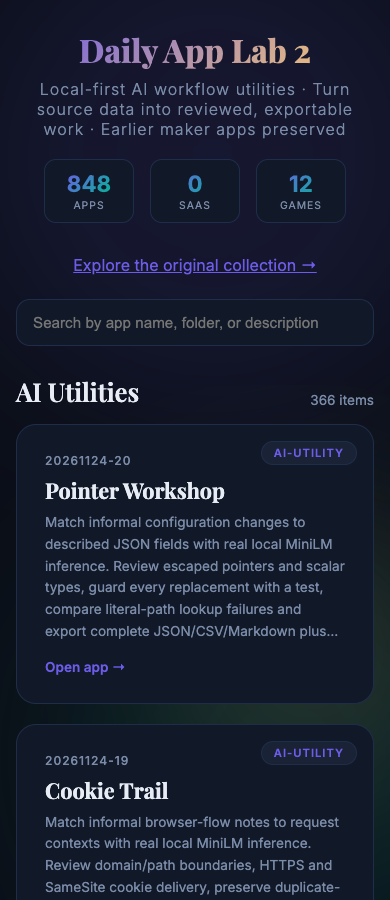 Daily App Lab 2
Local-first AI workflow utilities · Turn
source data into reviewed, exportable
work · Earlier maker apps preserved
848
APPS
0
SAAS
12
GAMES
Explore the original collection →
Search by app name, folder, or description
AI Utilities
366 items
20261124-20
AI-UTILITY
Pointer Workshop
Match informal configuration changes to
described JSON fields with real local MiniLM
inference. Review escaped pointers and scalar
types, guard every replacement with a test,
compare literal-path lookup failures and
export complete JSON/CSV/Markdown plus...
Open app →
20261124-19
AI-UTILITY
Cookie Trail
Match informal browser-flow notes to request
contexts with real local MiniLM inference.
Review domain/path boundaries, HTTPS and
SameSite cookie delivery, preserve duplicate-